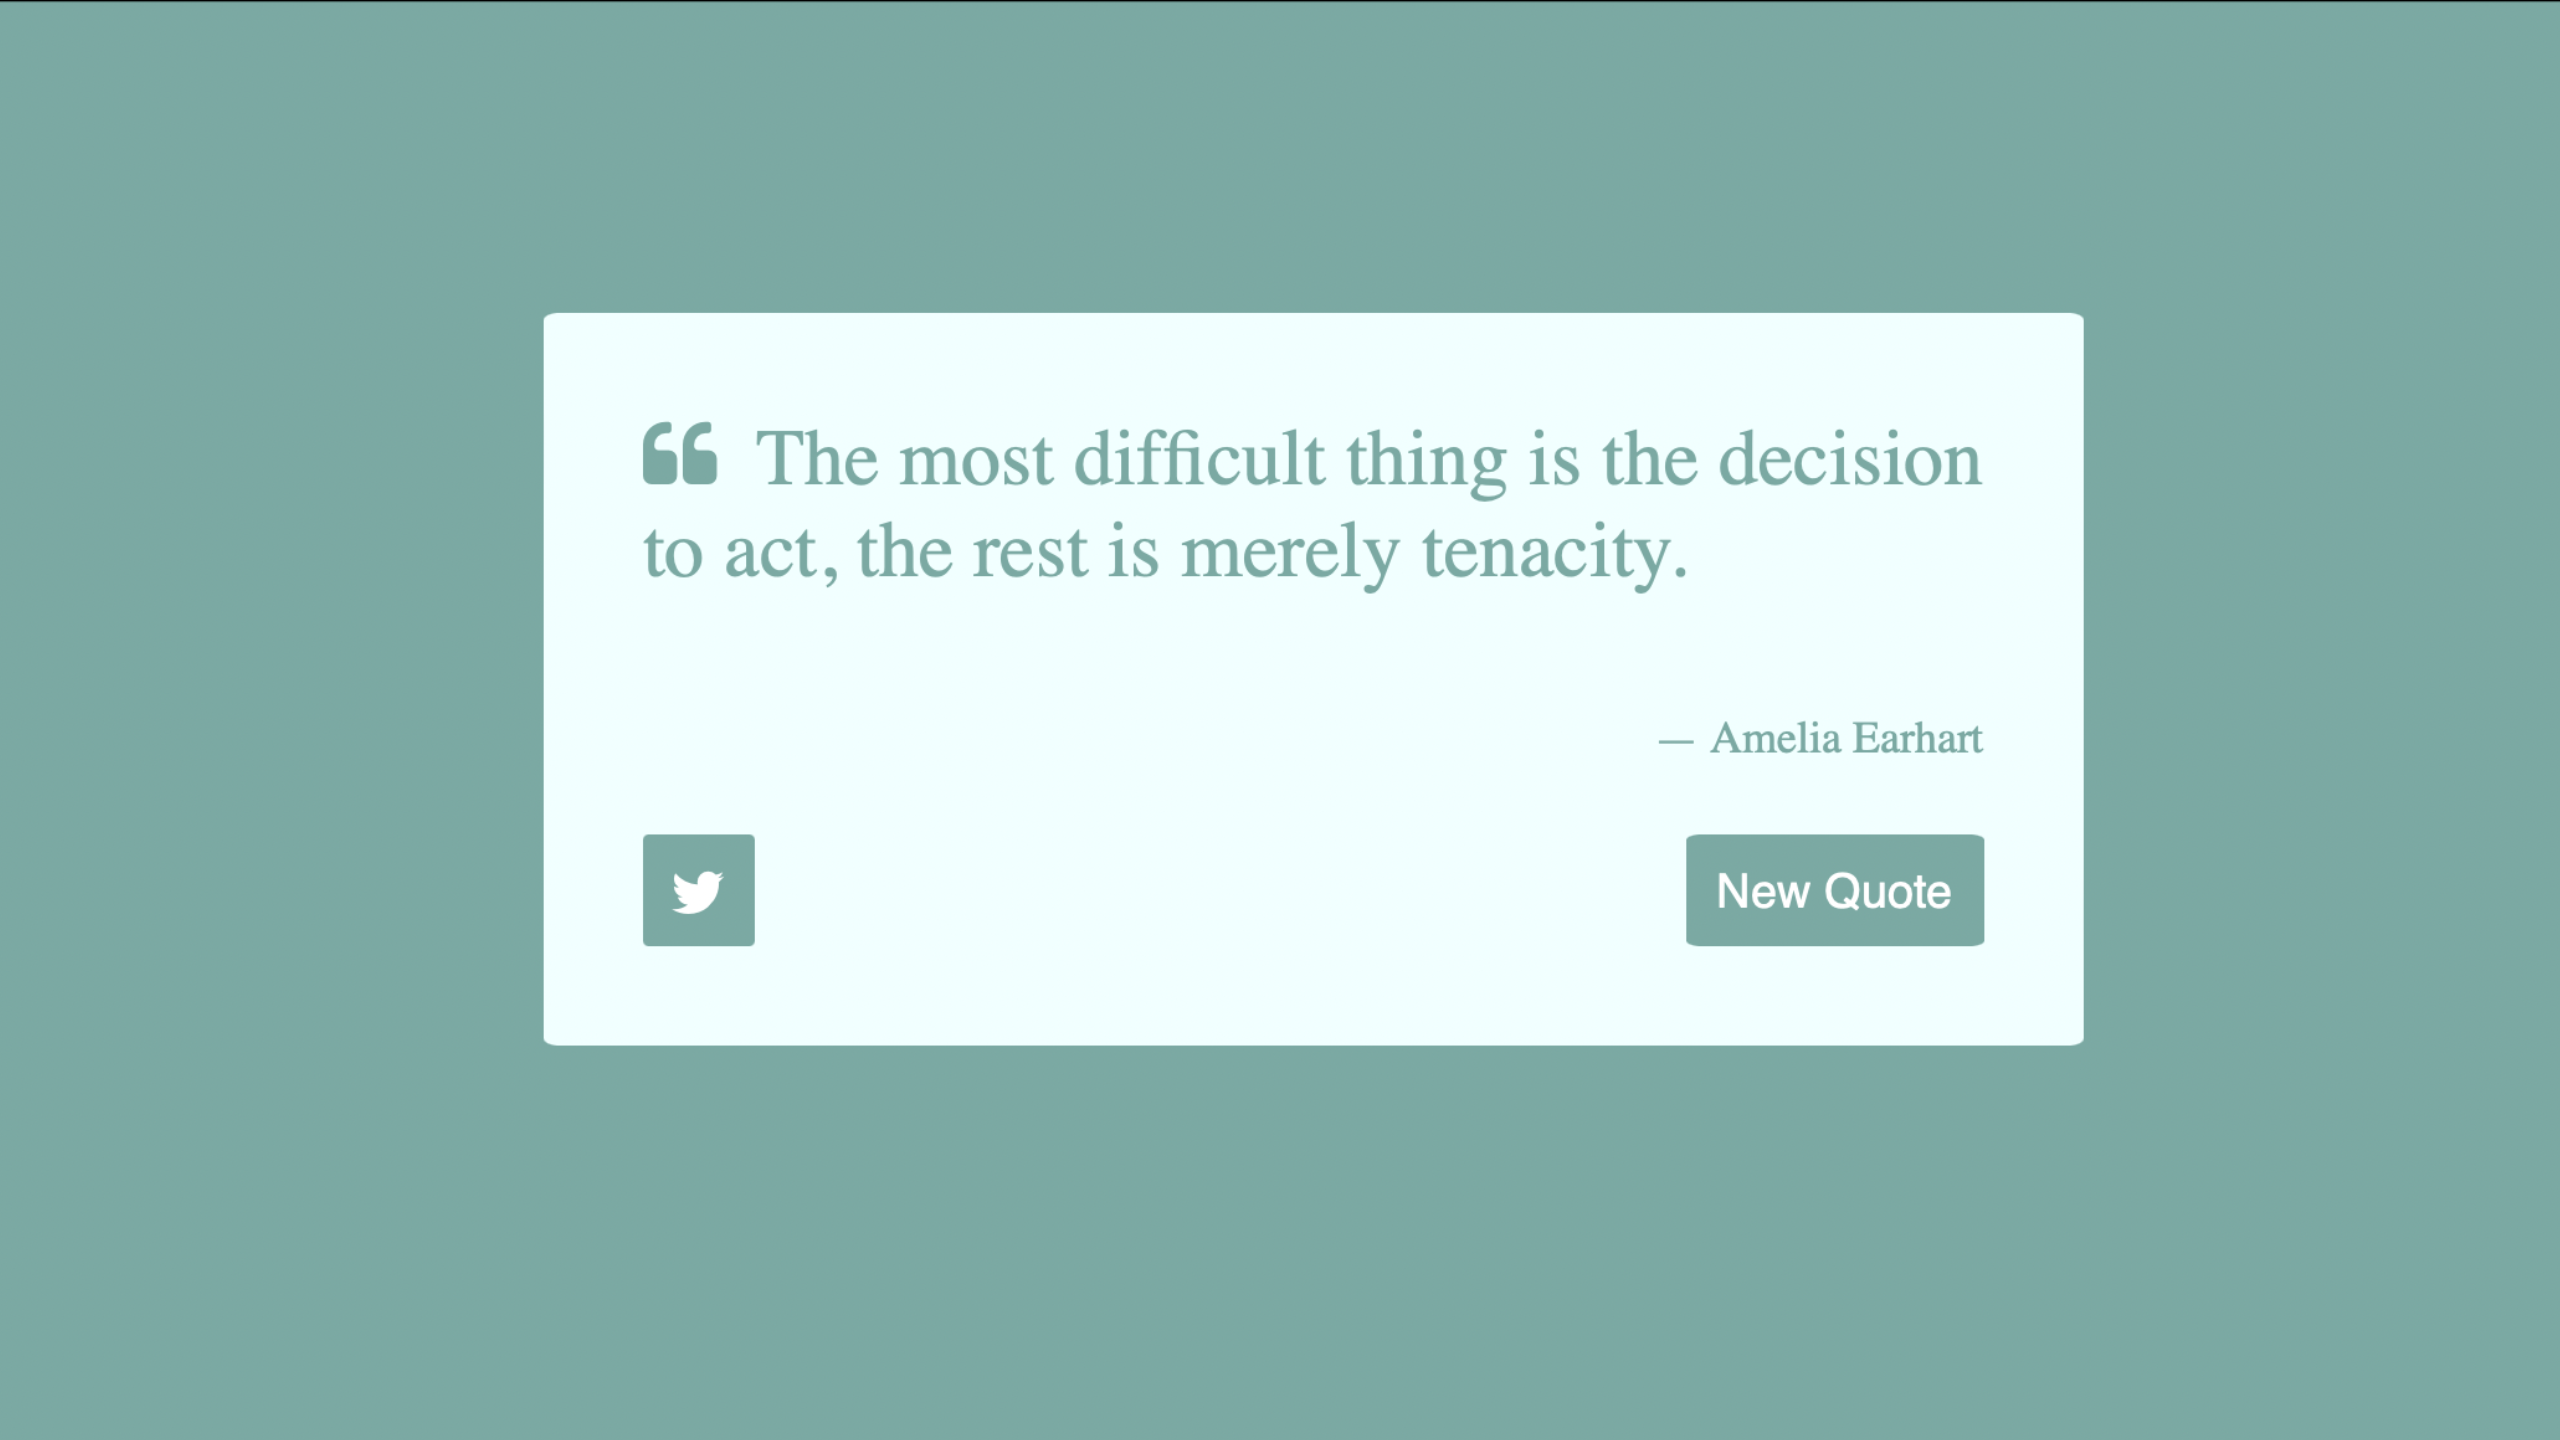 “ The most difficult thing is the decision
to act, the rest is merely tenacity.
— Amelia Earhart
New Quote